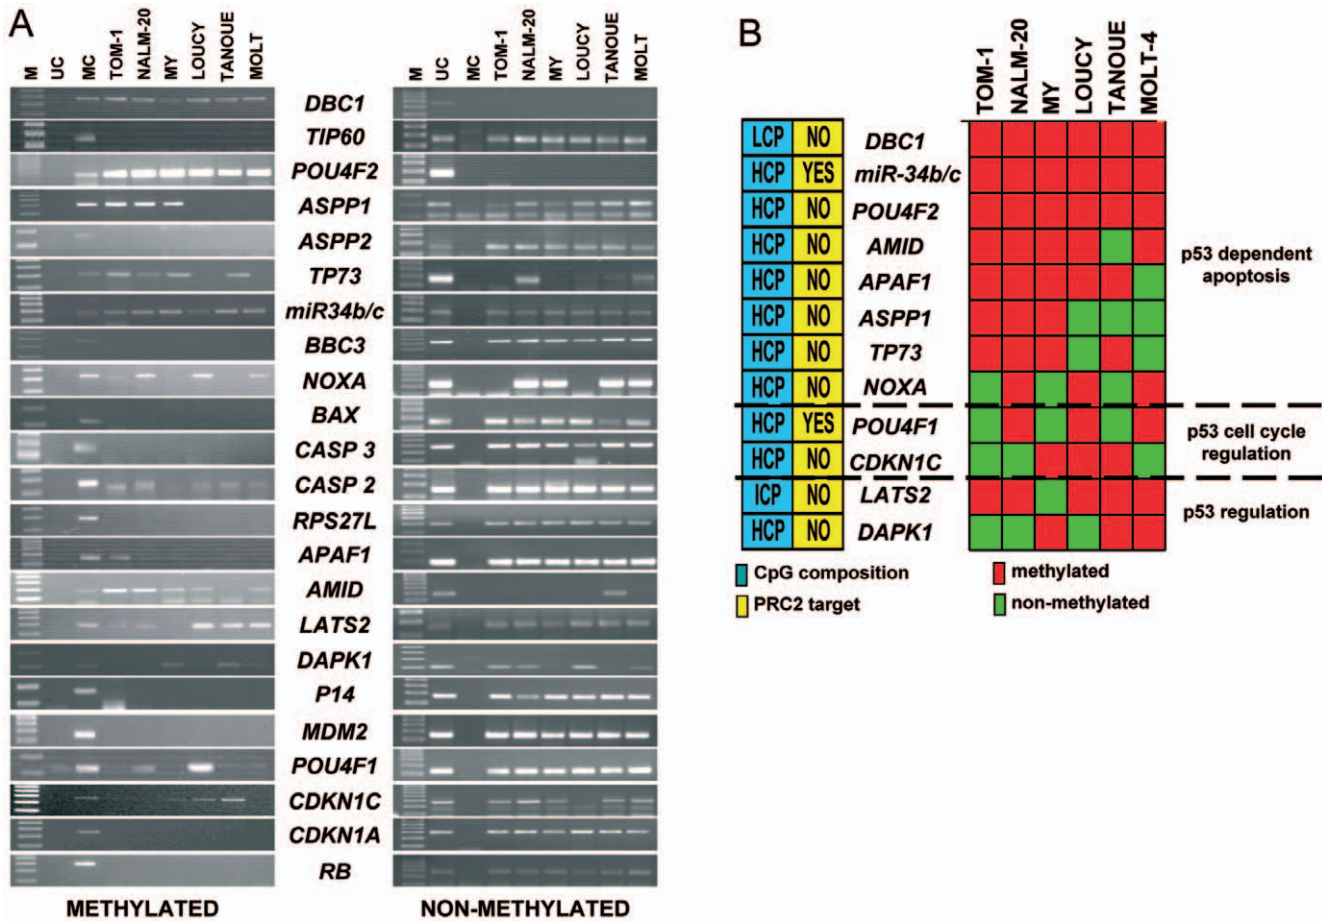 A
M UC MC TOM-1 NALM-20 MY LOUCY TANOUE MOLT
M UC MC TOM-1 NALM-20 MY LOUCY TANOUE MOLT
DBC1
TIP60
POU4F2
ASPP1
ASPP2
TP73
miR34b/c
BBC3
NOXA
BAX
CASP 3
CASP 2
RPS27L
APAF1
AMID
LATS2
DAPK1
P14
MDM2
POU4F1
CDKN1C
CDKN1A
RB
METHYLATED
NON-METHYLATED
B
TOM-1 NALM-20 MY LOUCY TANOUE MOLT-4
LCP NO DBC1
HCP YES miR-34b/c
HCP NO POU4F2
HCP NO AMID
HCP NO APAF1
HCP NO ASPP1
HCP NO TP73
HCP NO NOXA
HCP YES POU4F1
HCP NO CDKN1C
ICP NO LATS2
HCP NO DAPK1
p53 dependent
apoptosis
p53 cell cycle
regulation
p53 regulation
CpG composition
PRC2 target
methylated
non-methylated